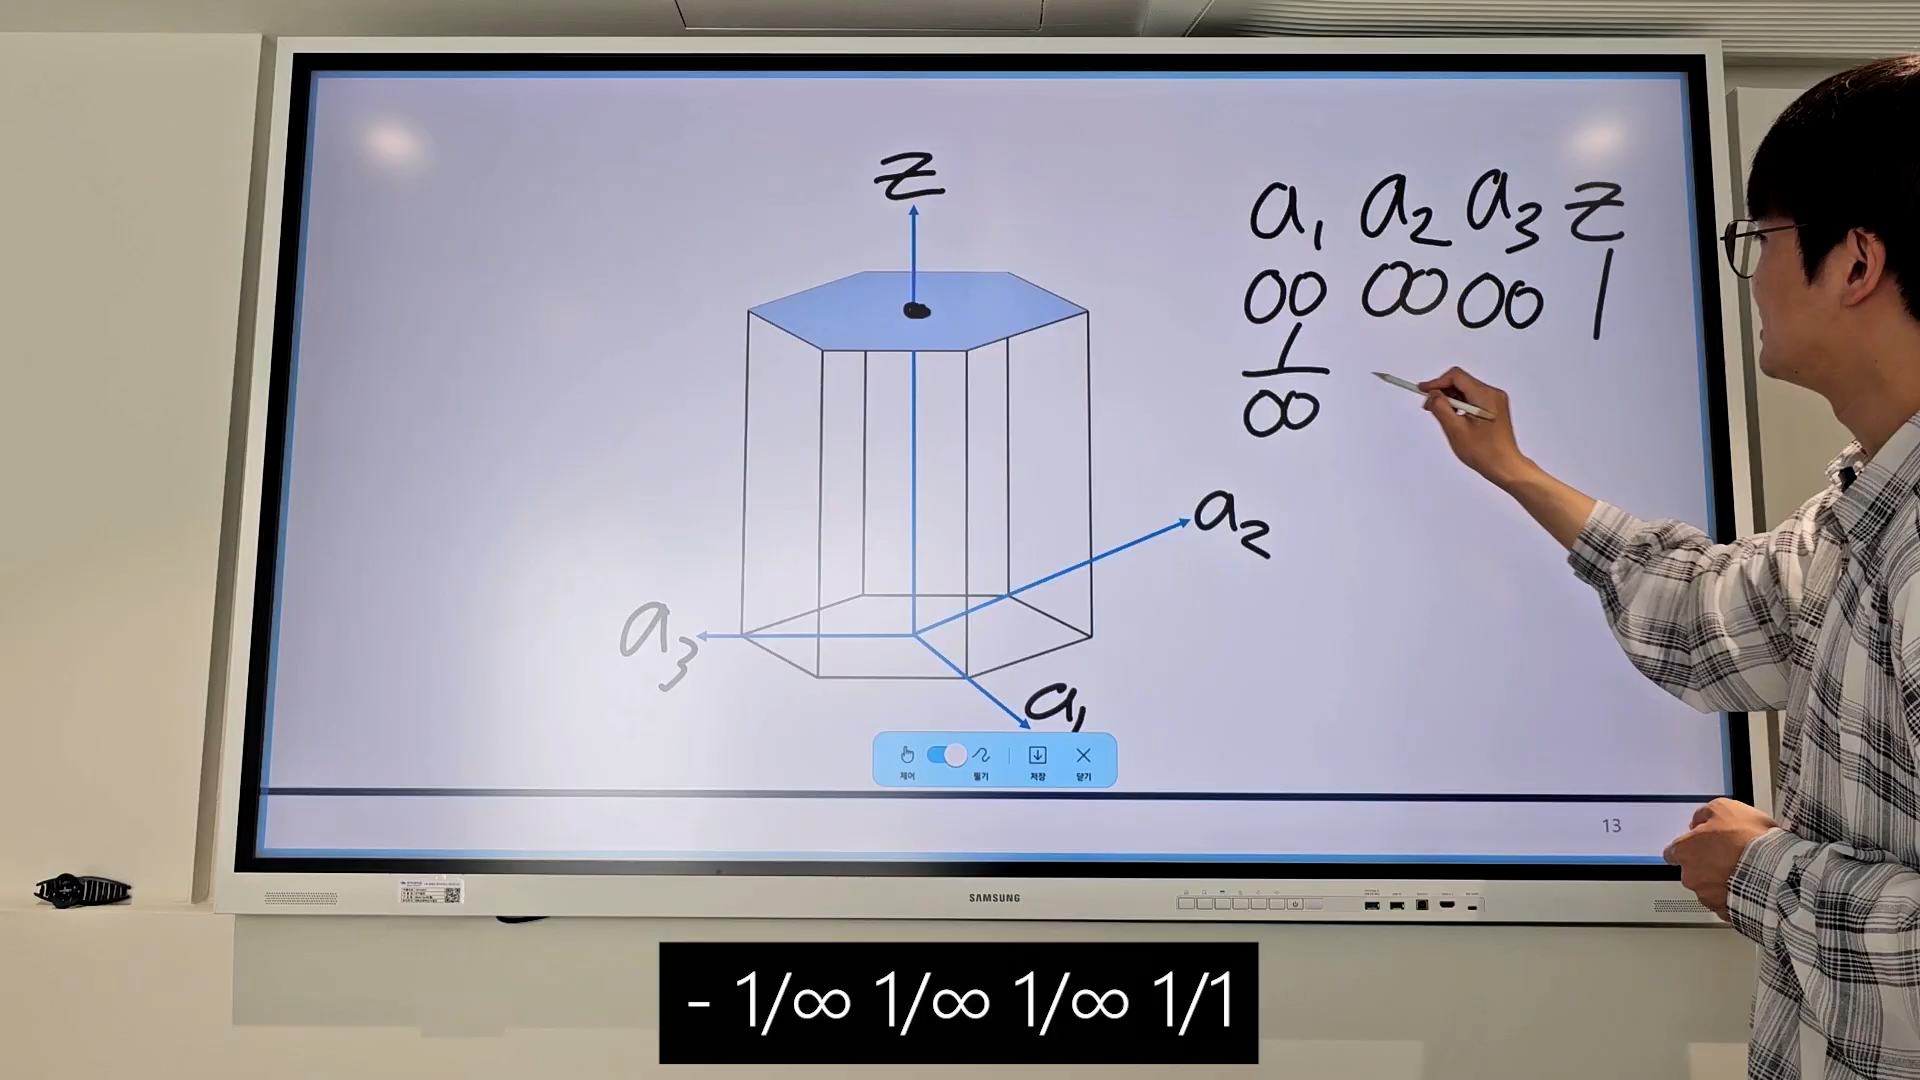 z
a₁ a₂ a₃ z
∞ ∞ ∞ 1
1
∞
a₂
a₃
a₁
제어 필기 저장 닫기
13
SAMSUNG
- 1/∞ 1/∞ 1/∞ 1/1